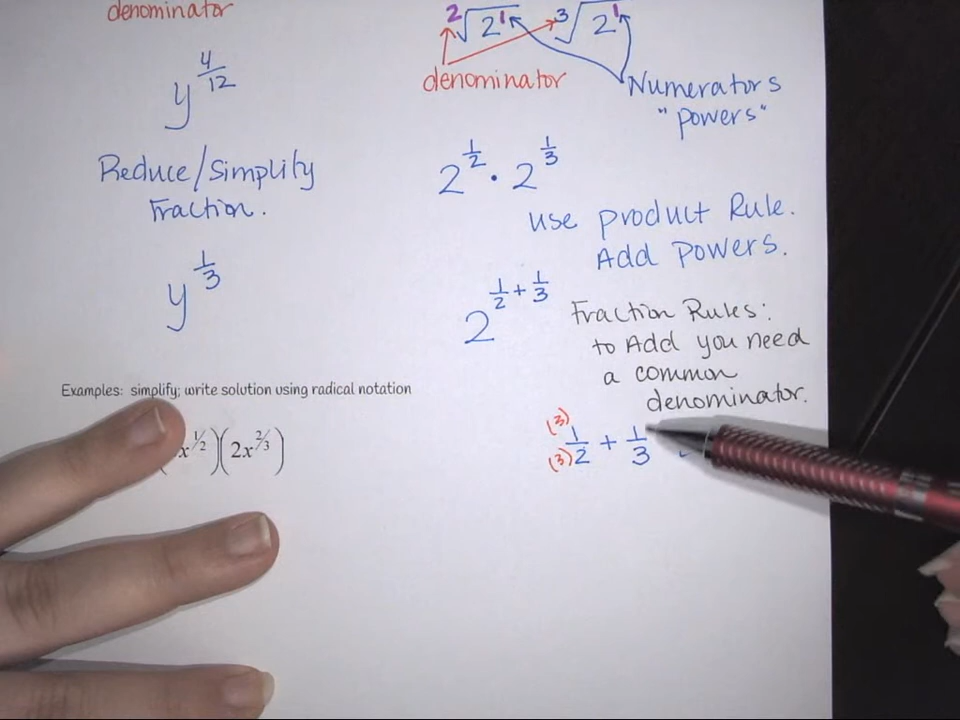 denominator
y^{4/12}
Reduce/Simplify
Fraction.
y^{1/3}
Examples: simplify; write solution using radical notation
x^{1/2})(2x^{2/3})
²√2¹ ³√2¹
denominator
Numerators
"powers"
2^{1/2} · 2^{1/3}
use product Rule.
Add powers.
2^{1/2 + 1/3}
Fraction Rules:
to Add you need
a common
denominator.
(3)1/(3)2 + 1/3